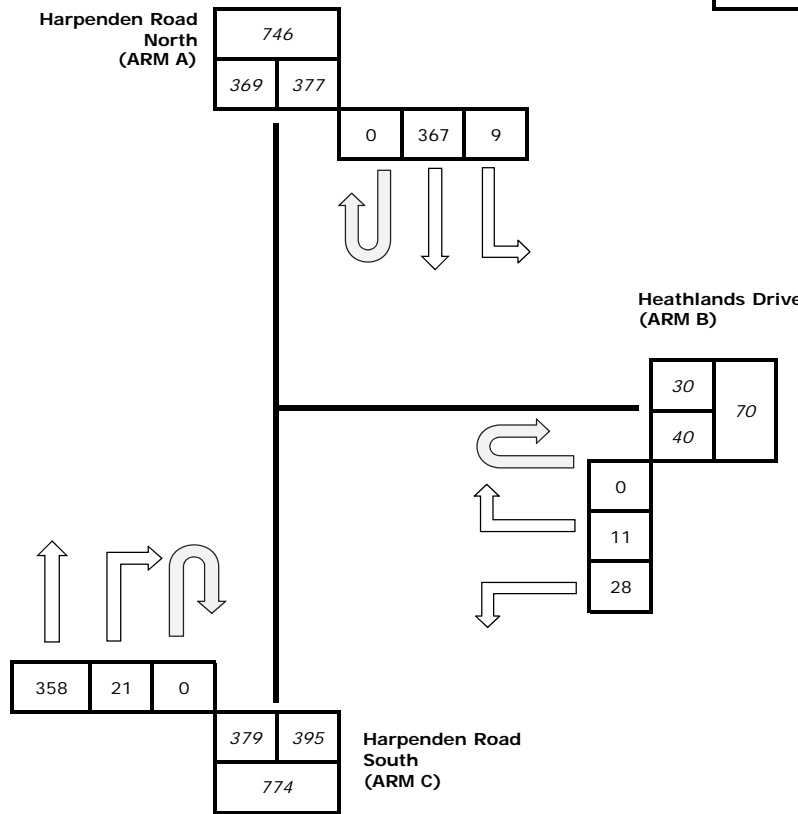 Harpenden Road
North
(ARM A)
746
369 377
0 367 9
Heathlands Drive
(ARM B)
30
70
40
0
11
28
358 21 0
379 395
774
Harpenden Road
South
(ARM C)